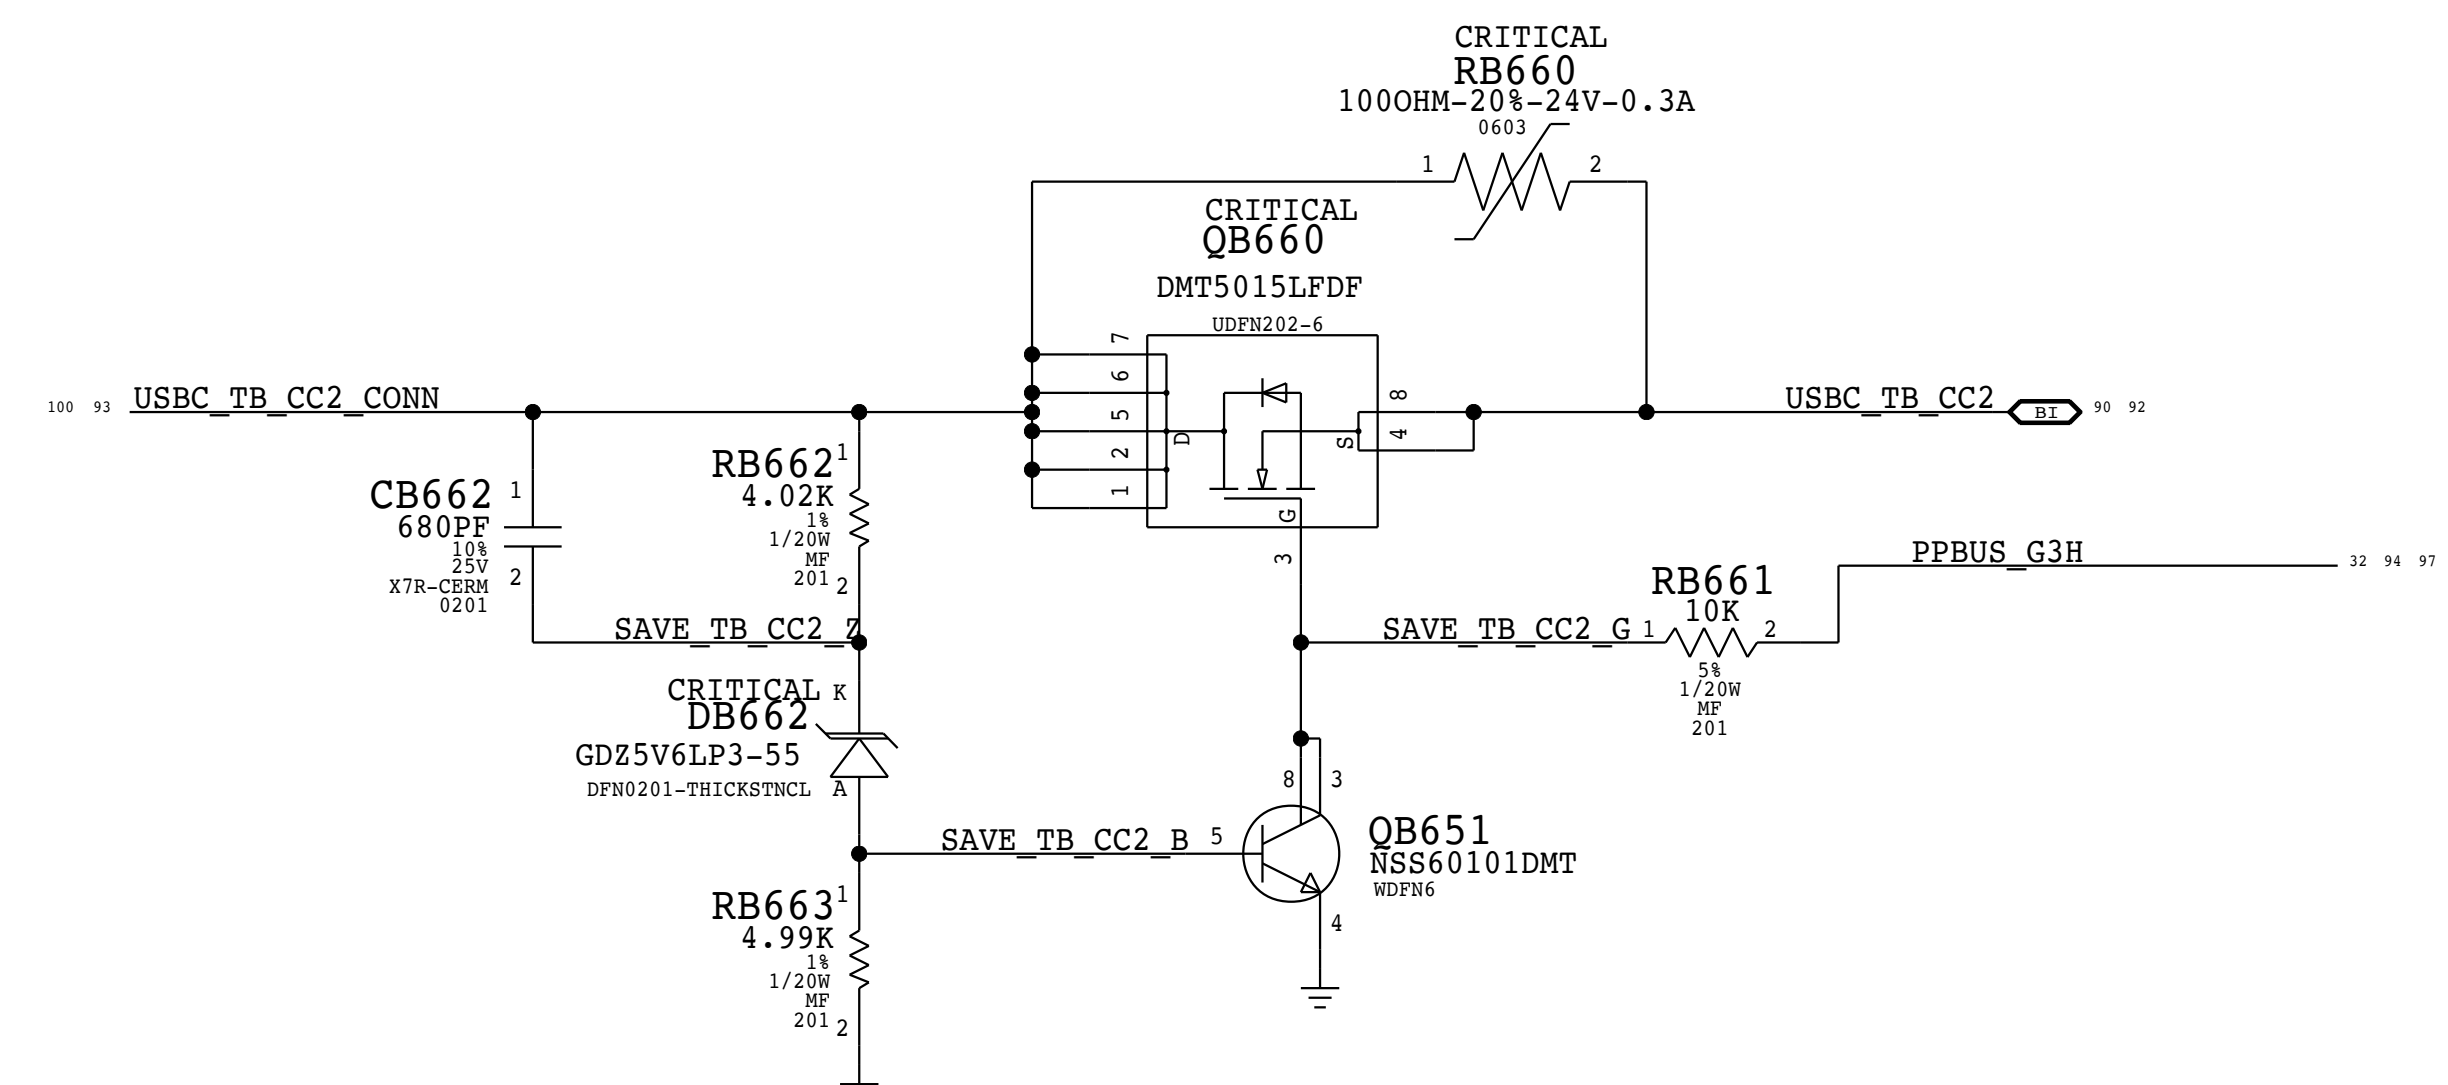 CRITICAL
RB660
100OHM-20%-24V-0.3A
0603
1
2
CRITICAL
QB660
DMT5015LFDF
UDFN202-6
7
6
5
2
1
D
S
G
8
4
3
100 93
USBC_TB_CC2_CONN
USBC_TB_CC2
BI
90 92
CB662
680PF
10%
25V
X7R-CERM
0201
1
2
RB662
4.02K
1%
1/20W
MF
201
1
2
SAVE_TB_CC2_Z
PPBUS_G3H
32 94 97
RB661
10K
SAVE_TB_CC2_G
1
2
5%
1/20W
MF
201
CRITICAL
K
DB662
GDZ5V6LP3-55
DFN0201-THICKSTNCL
A
8
3
SAVE_TB_CC2_B
5
QB651
NSS60101DMT
WDFN6
4
RB663
4.99K
1%
1/20W
MF
201
1
2